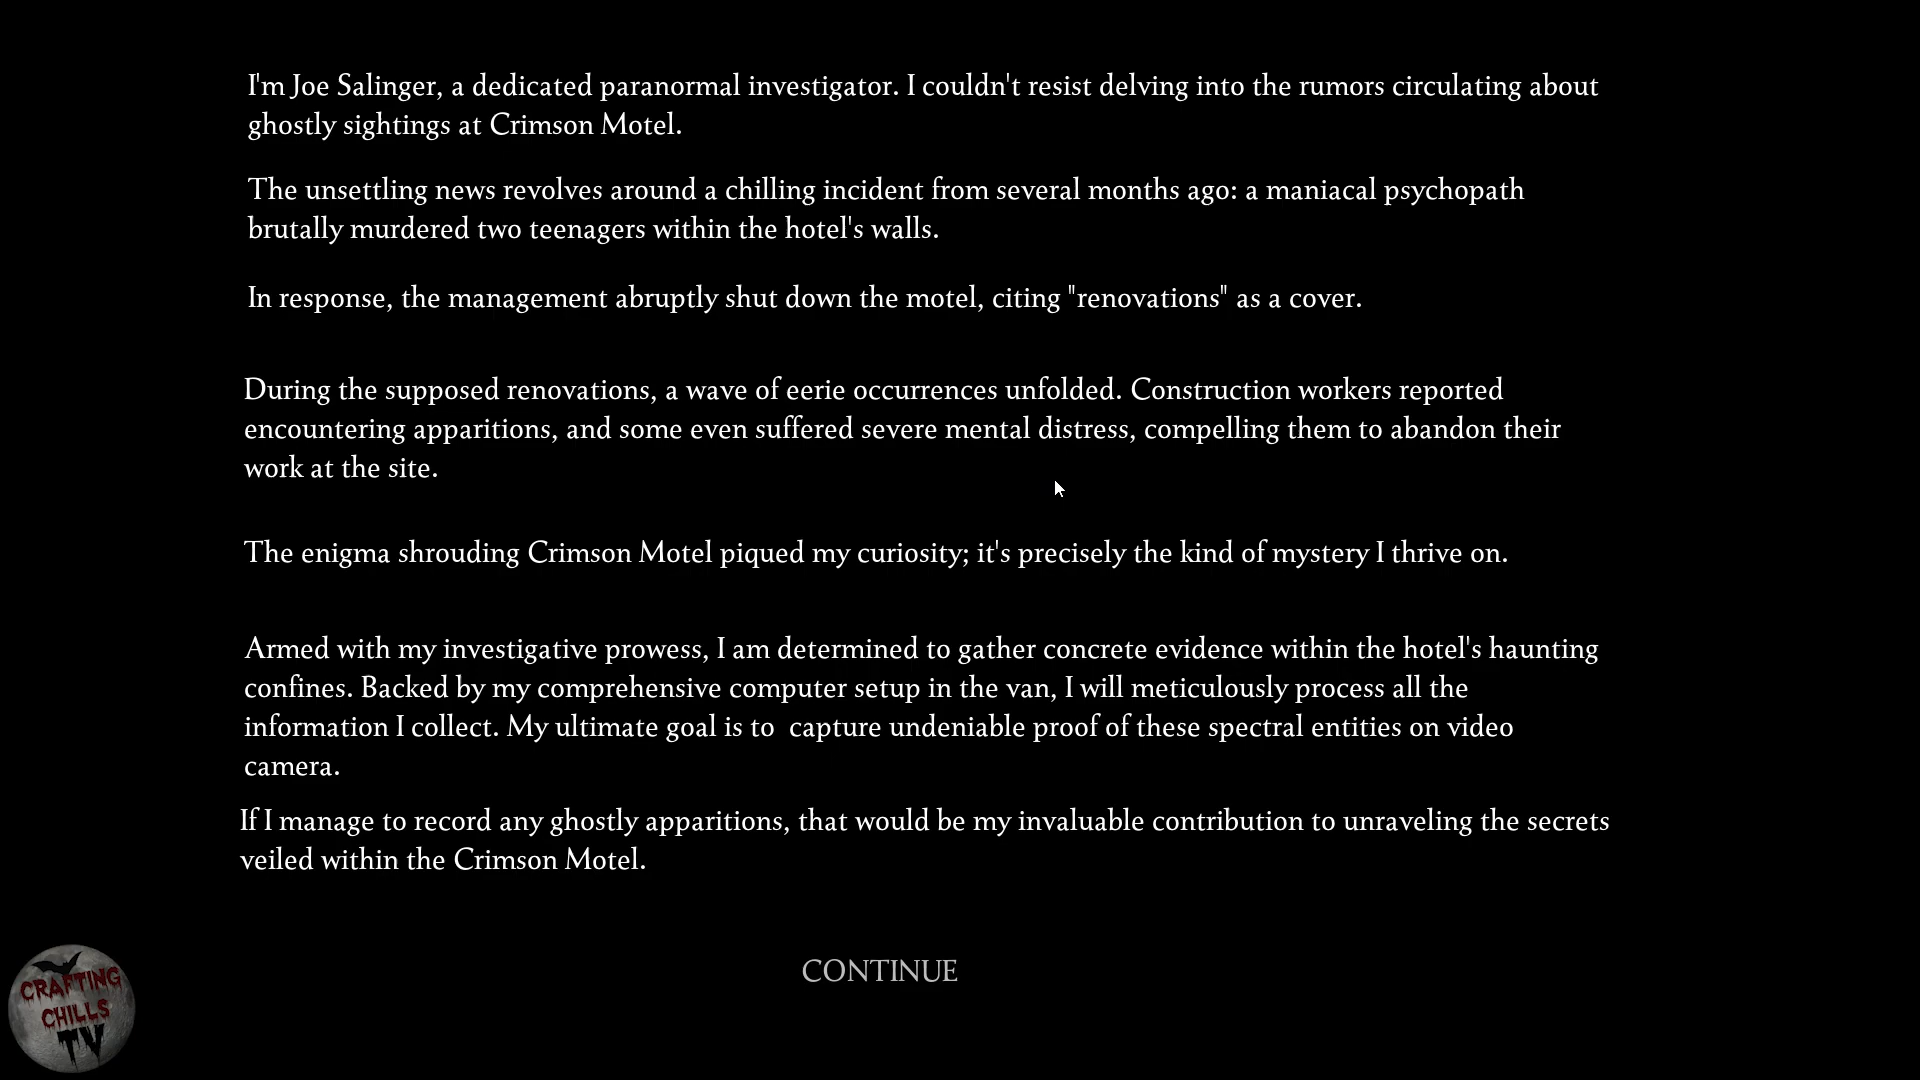 I'm Joe Salinger, a dedicated paranormal investigator. I couldn't resist delving into the rumors circulating about
ghostly sightings at Crimson Motel.
The unsettling news revolves around a chilling incident from several months ago: a maniacal psychopath
brutally murdered two teenagers within the hotel's walls.
In response, the management abruptly shut down the motel, citing "renovations" as a cover.
During the supposed renovations, a wave of eerie occurrences unfolded. Construction workers reported
encountering apparitions, and some even suffered severe mental distress, compelling them to abandon their
work at the site.
The enigma shrouding Crimson Motel piqued my curiosity; it's precisely the kind of mystery I thrive on.
Armed with my investigative prowess, I am determined to gather concrete evidence within the hotel's haunting
confines. Backed by my comprehensive computer setup in the van, I will meticulously process all the
information I collect. My ultimate goal is to  capture undeniable proof of these spectral entities on video
camera.
If I manage to record any ghostly apparitions, that would be my invaluable contribution to unraveling the secrets
veiled within the Crimson Motel.
CONTINUE
CRAFTING
CHILLS
TV